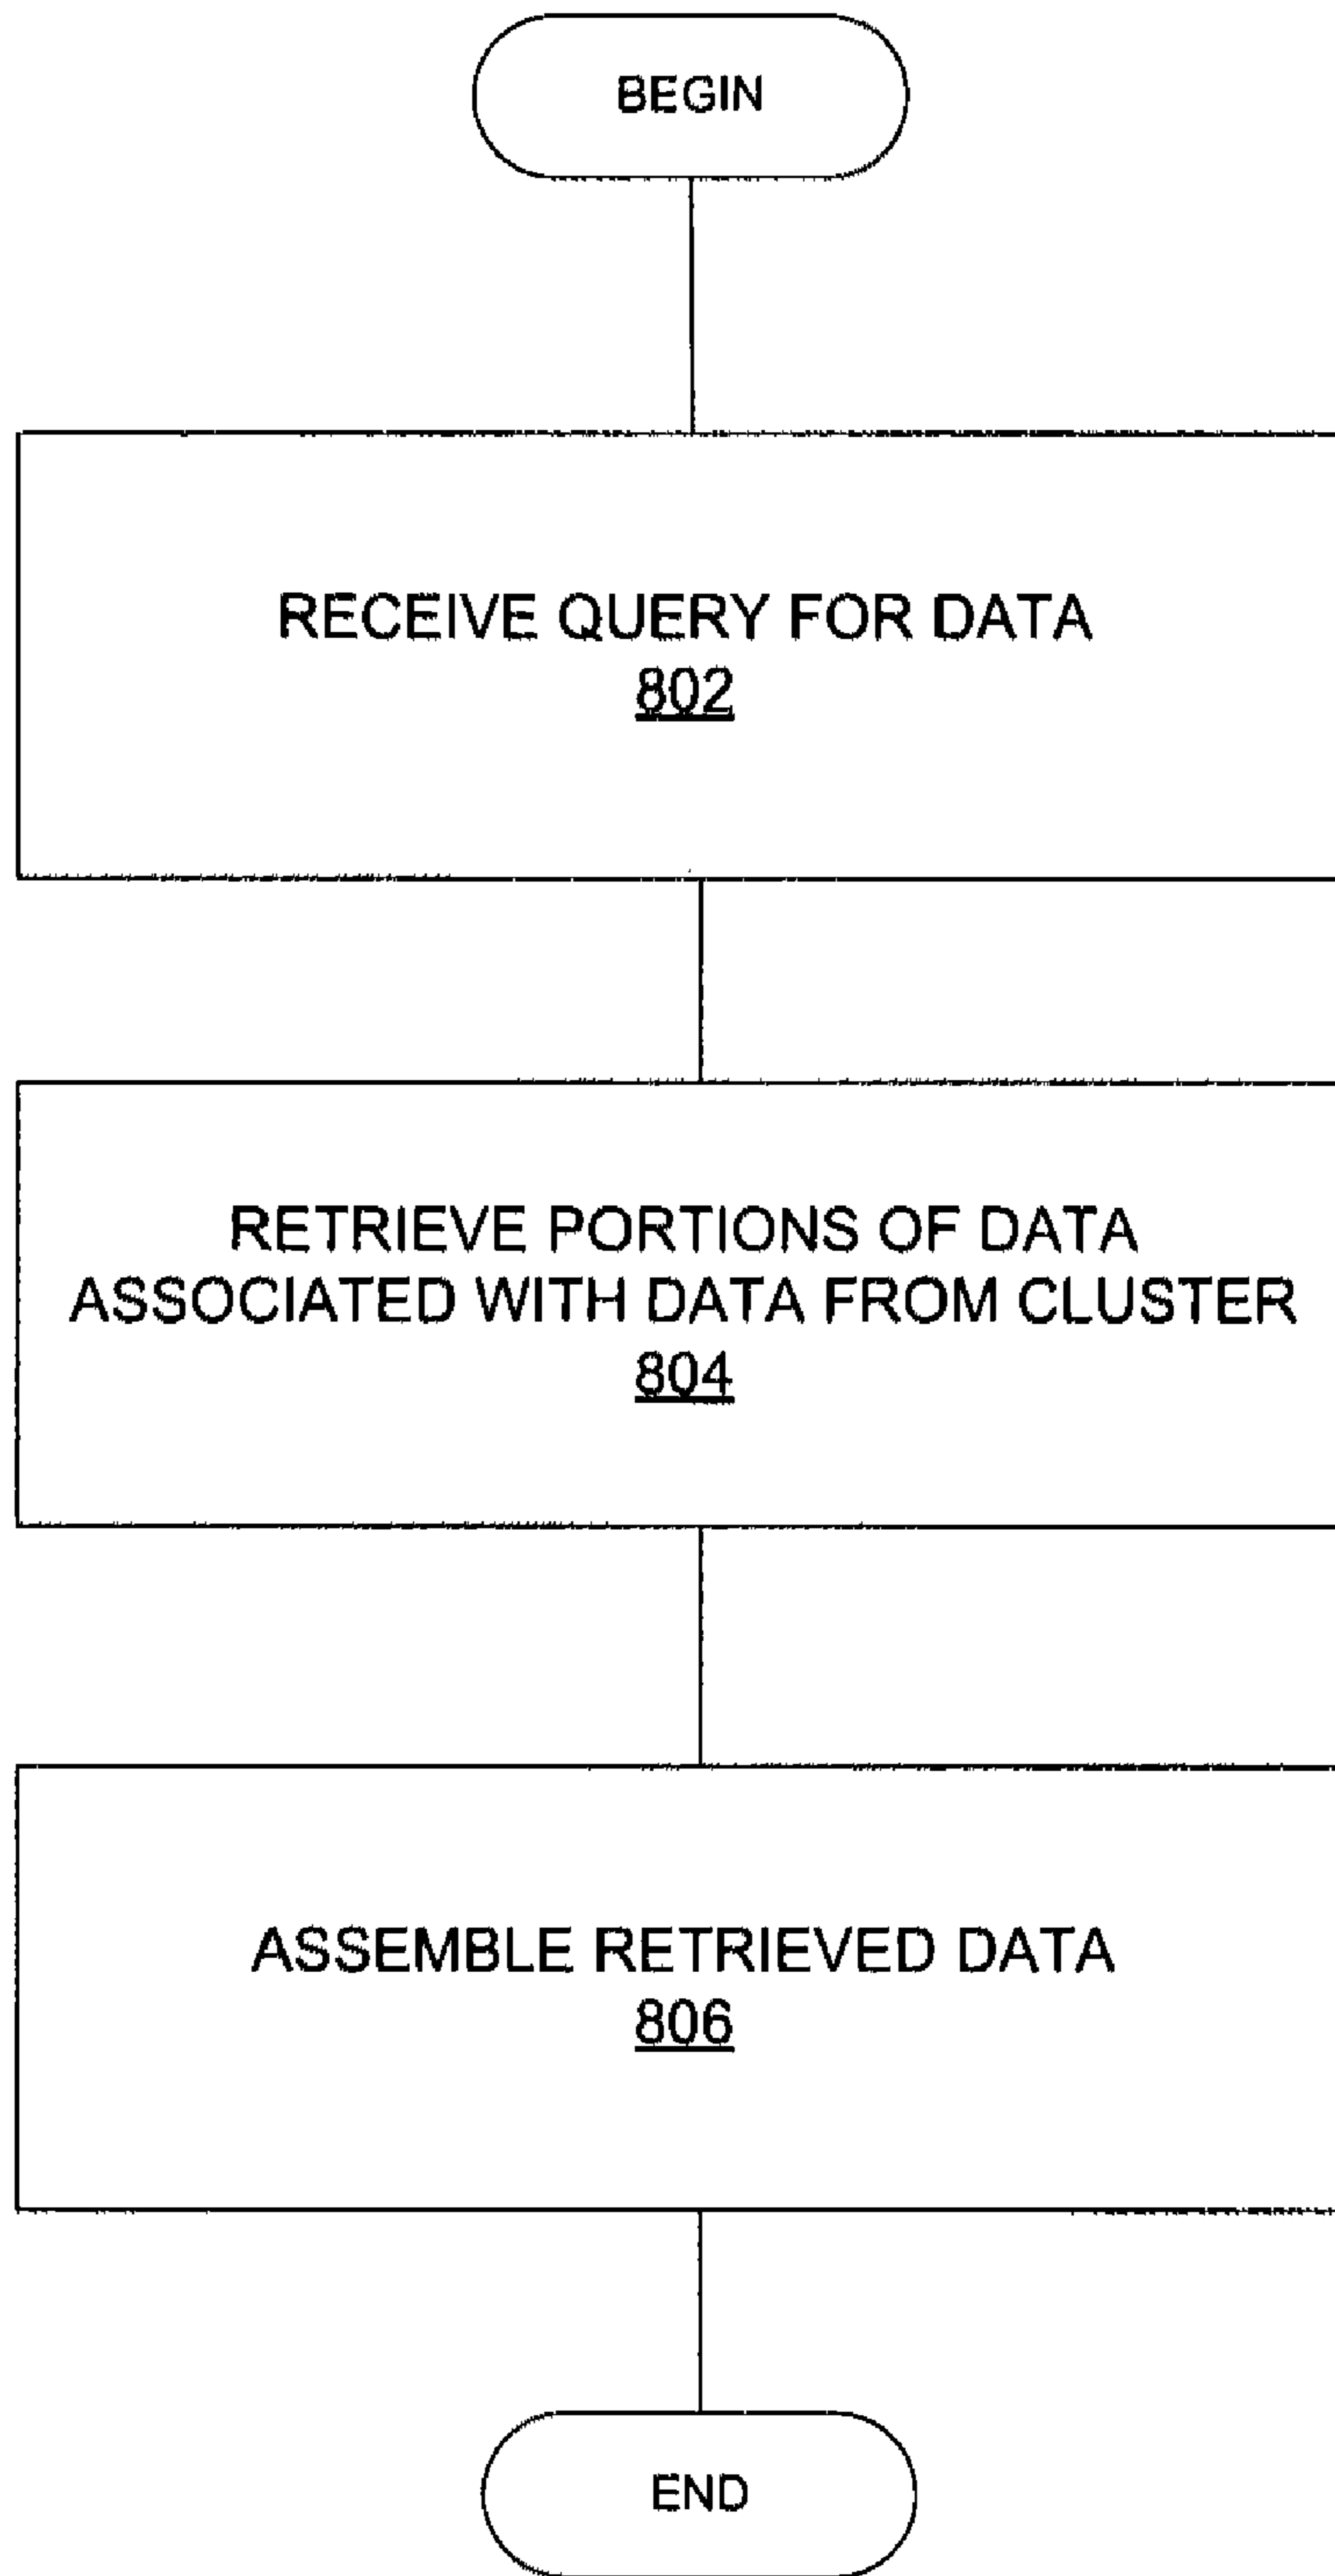 BEGIN
RECEIVE QUERY FOR DATA
802
RETRIEVE PORTIONS OF DATA
ASSOCIATED WITH DATA FROM CLUSTER
804
ASSEMBLE RETRIEVED DATA
806
END